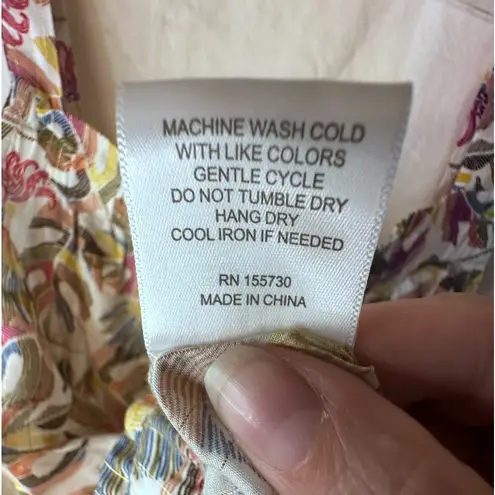 MACHINE WASH COLD
WITH LIKE COLORS
GENTLE CYCLE
DO NOT TUMBLE DRY
HANG DRY
COOL IRON IF NEEDED
RN 155730
MADE IN CHINA